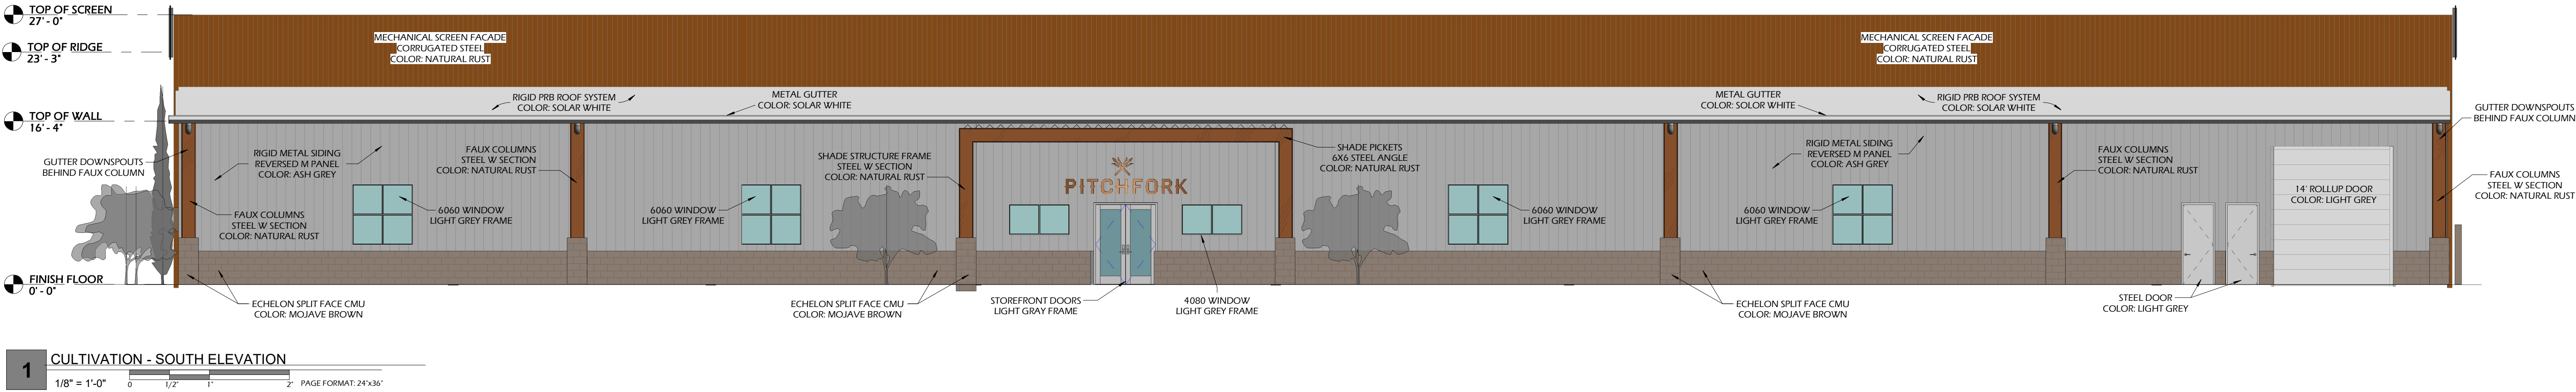 TOP OF SCREEN
27' - 0"
TOP OF RIDGE
23' - 3"
TOP OF WALL
16' - 4"
FINISH FLOOR
0' - 0"
MECHANICAL SCREEN FACADE
CORRUGATED STEEL
COLOR: NATURAL RUST
MECHANICAL SCREEN FACADE
CORRUGATED STEEL
COLOR: NATURAL RUST
RIGID PRB ROOF SYSTEM
COLOR: SOLAR WHITE
METAL GUTTER
COLOR: SOLAR WHITE
METAL GUTTER
COLOR: SOLOR WHITE
RIGID PRB ROOF SYSTEM
COLOR: SOLAR WHITE
GUTTER DOWNSPOUTS
BEHIND FAUX COLUMN
GUTTER DOWNSPOUTS
BEHIND FAUX COLUMN
RIGID METAL SIDING
REVERSED M PANEL
COLOR: ASH GREY
FAUX COLUMNS
STEEL W SECTION
COLOR: NATURAL RUST
SHADE STRUCTURE FRAME
STEEL W SECTION
COLOR: NATURAL RUST
SHADE PICKETS
6X6 STEEL ANGLE
COLOR: NATURAL RUST
RIGID METAL SIDING
REVERSED M PANEL
COLOR: ASH GREY
FAUX COLUMNS
STEEL W SECTION
COLOR: NATURAL RUST
FAUX COLUMNS
STEEL W SECTION
COLOR: NATURAL RUST
PITCHFORK
14' ROLLUP DOOR
COLOR: LIGHT GREY
FAUX COLUMNS
STEEL W SECTION
COLOR: NATURAL RUST
6060 WINDOW
LIGHT GREY FRAME
6060 WINDOW
LIGHT GREY FRAME
6060 WINDOW
LIGHT GREY FRAME
6060 WINDOW
LIGHT GREY FRAME
ECHELON SPLIT FACE CMU
COLOR: MOJAVE BROWN
ECHELON SPLIT FACE CMU
COLOR: MOJAVE BROWN
STOREFRONT DOORS
LIGHT GRAY FRAME
4080 WINDOW
LIGHT GREY FRAME
ECHELON SPLIT FACE CMU
COLOR: MOJAVE BROWN
STEEL DOOR
COLOR: LIGHT GREY
1
CULTIVATION - SOUTH ELEVATION
1/8" = 1'-0"
0 1/2" 1" 2" PAGE FORMAT: 24"x36"